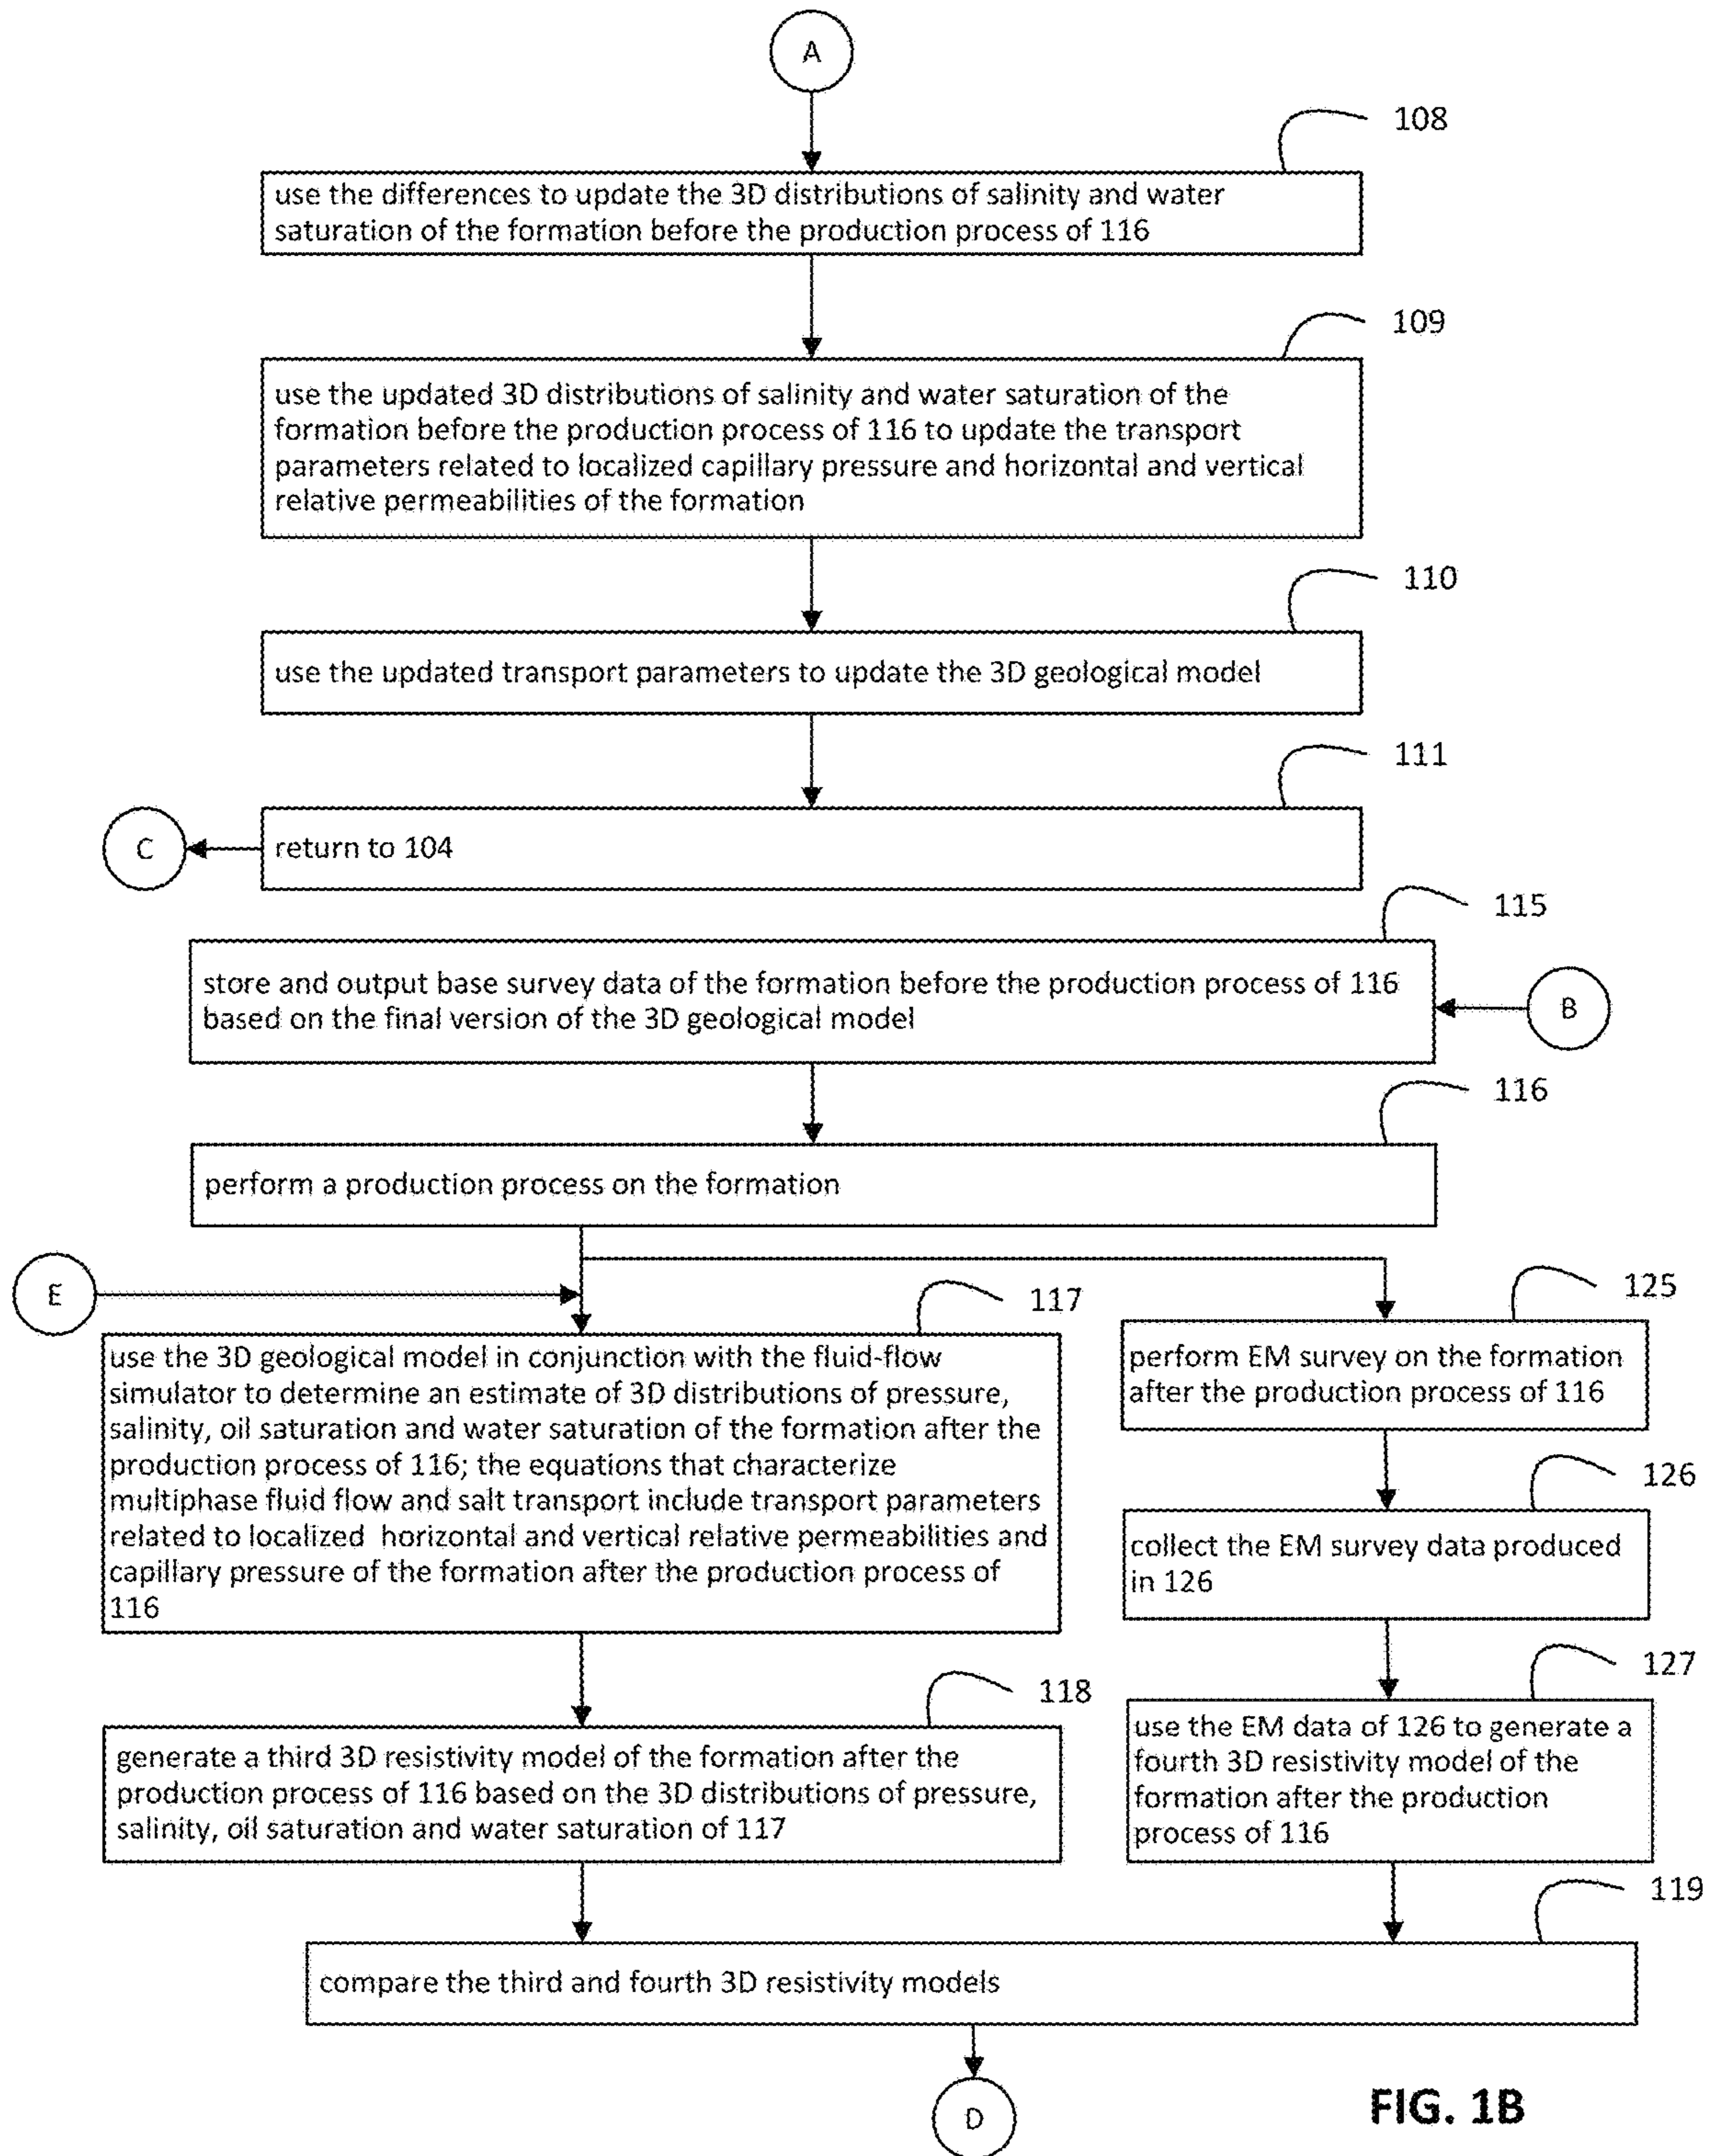 A
108
use the differences to update the 3D distributions of salinity and water
saturation of the formation before the production process of 116
109
use the updated 3D distributions of salinity and water saturation of the
formation before the production process of 116 to update the transport
parameters related to localized capillary pressure and horizontal and vertical
relative permeabilities of the formation
110
use the updated transport parameters to update the 3D geological model
111
C
return to 104
115
store and output base survey data of the formation before the production process of 116
based on the final version of the 3D geological model
B
116
perform a production process on the formation
E
117
use the 3D geological model in conjunction with the fluid-flow
simulator to determine an estimate of 3D distributions of pressure,
salinity, oil saturation and water saturation of the formation after the
production process of 116; the equations that characterize
multiphase fluid flow and salt transport include transport parameters
related to localized horizontal and vertical relative permeabilities and
capillary pressure of the formation after the production process of
116
125
perform EM survey on the formation
after the production process of 116
126
collect the EM survey data produced
in 126
118
generate a third 3D resistivity model of the formation after the
production process of 116 based on the 3D distributions of pressure,
salinity, oil saturation and water saturation of 117
127
use the EM data of 126 to generate a
fourth 3D resistivity model of the
formation after the production
process of 116
119
compare the third and fourth 3D resistivity models
D
FIG. 1B